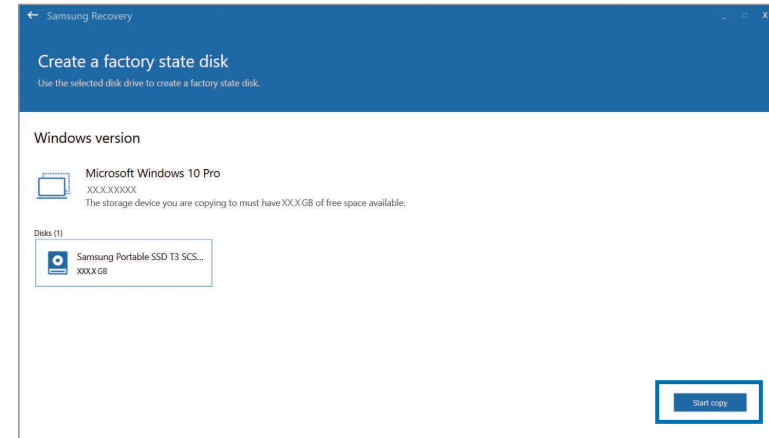 ← Samsung Recovery
Create a factory state disk
Use the selected disk drive to create a factory state disk.
Windows version
Microsoft Windows 10 Pro
XX.X.XXXXX
The storage device you are copying to must have XX.X GB of free space available.
Disks (1)
Samsung Portable SSD T3 SCS...
XXX.X GB
Start copy